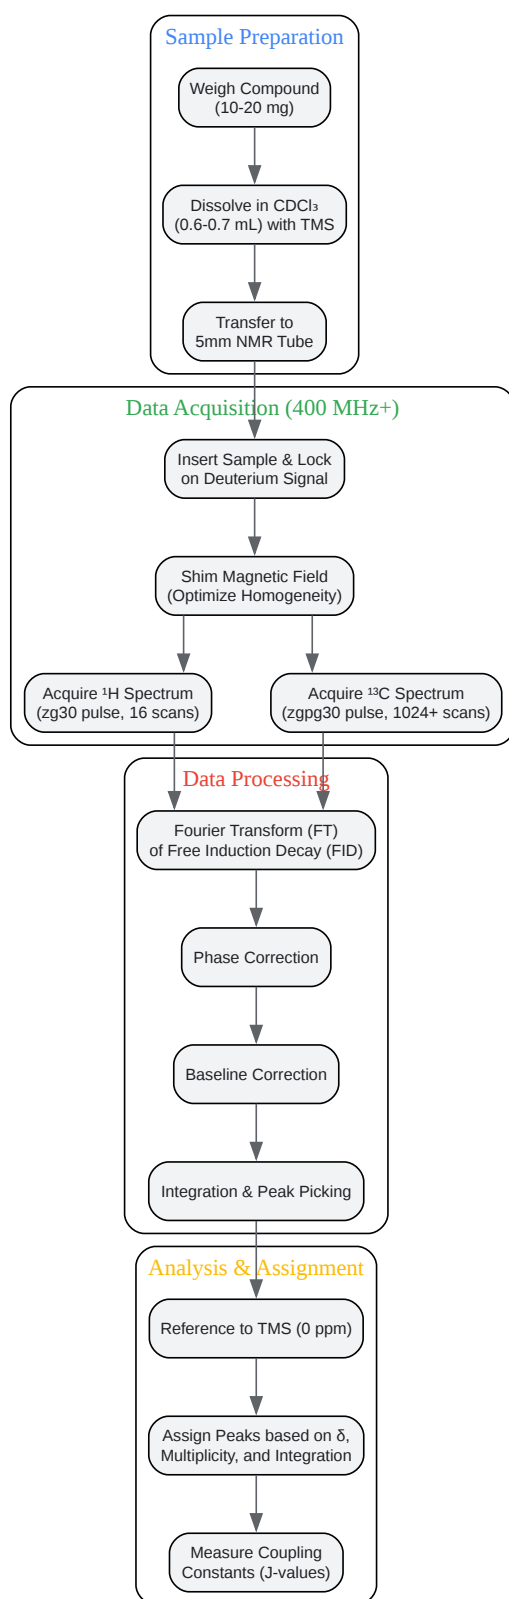 Sample Preparation
Weigh Compound
(10-20 mg)
Dissolve in CDCl₃
(0.6-0.7 mL) with TMS
Transfer to
5mm NMR Tube
Data Acquisition (400 MHz+)
Insert Sample & Lock
on Deuterium Signal
Shim Magnetic Field
(Optimize Homogeneity)
Acquire ¹H Spectrum
(zg30 pulse, 16 scans)
Acquire ¹³C Spectrum
(zgpg30 pulse, 1024+ scans)
Data Processing
Fourier Transform (FT)
of Free Induction Decay (FID)
Phase Correction
Baseline Correction
Integration & Peak Picking
Analysis & Assignment
Reference to TMS (0 ppm)
Assign Peaks based on δ,
Multiplicity, and Integration
Measure Coupling
Constants (J-values)